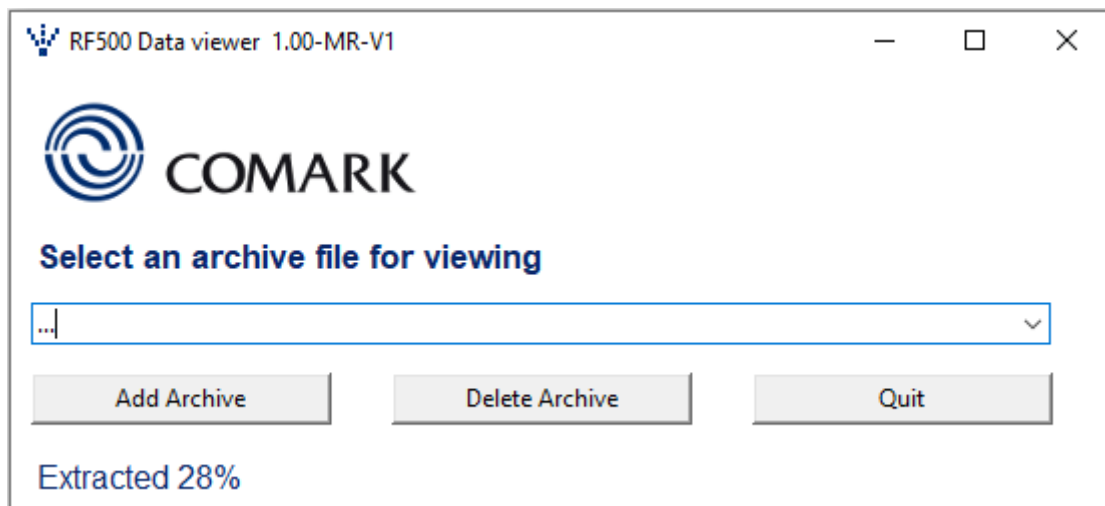 RF500 Data viewer 1.00-MR-V1
COMARK
Select an archive file for viewing
...
Add Archive Delete Archive Quit
Extracted 28%